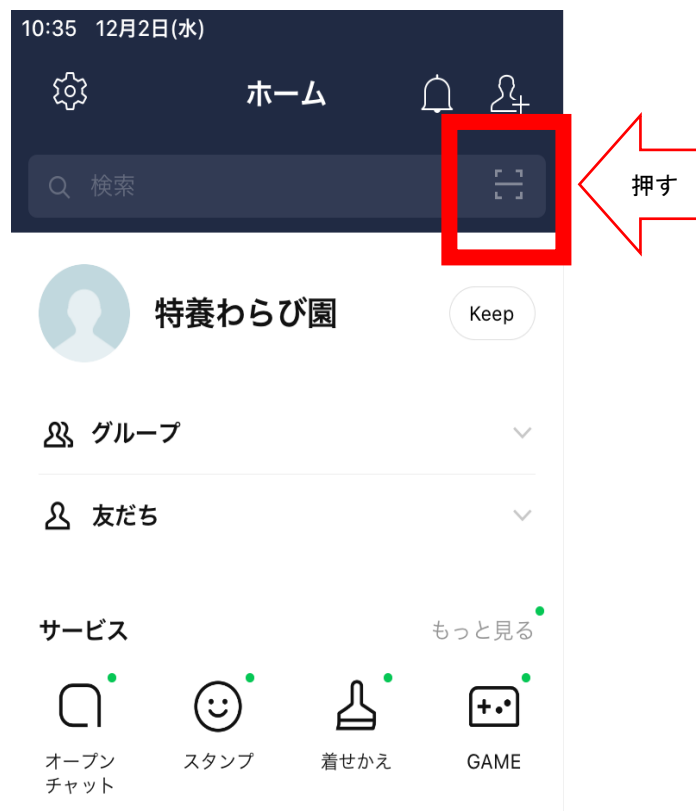 10:35 12月2日(水)
ホーム
検索
押す
特養わらび園
Keep
グループ
友だち
サービス
もっと見る
オープン
チャット
スタンプ
着せかえ
GAME